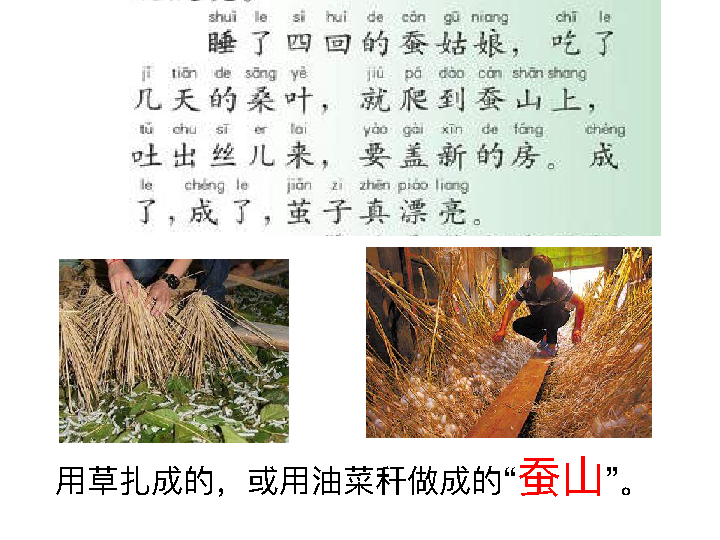 shuì le sì huí de cán gū niang chī le
睡了四回的蚕姑娘，吃了
jǐ tiān de sāng yè jiù pá dào cán shān shang
几天的桑叶，就爬到蚕山上，
tǔ chu sī er lai yào gài xīn de fáng chéng
吐出丝儿来，要盖新的房。成
le chéng le jiǎn zi zhēn piào liang
了，成了，茧子真漂亮。
用草扎成的，或用油菜秆做成的“蚕山”。